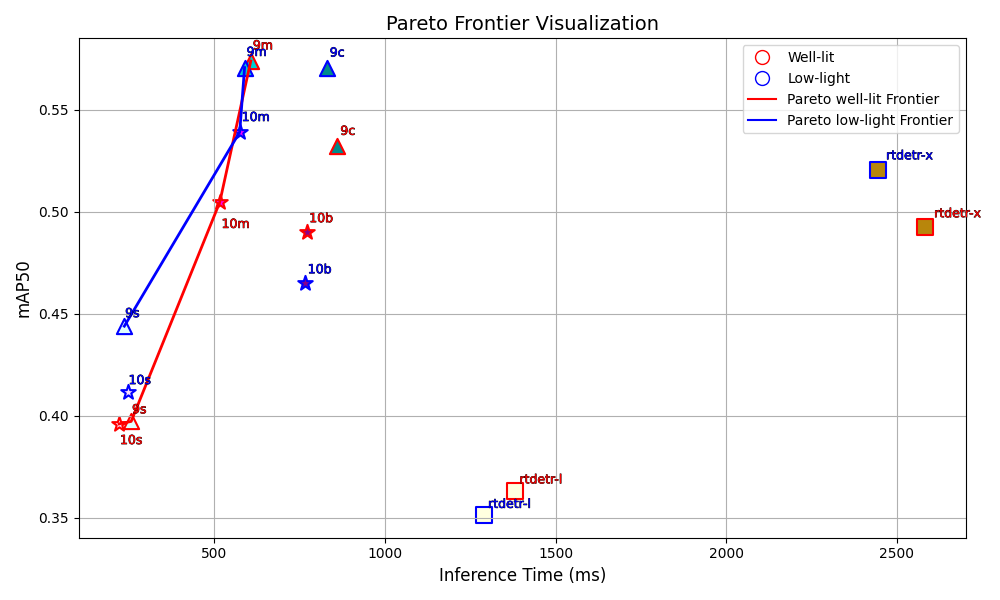 Pareto Frontier Visualization
9m
9m
9c
Well-lit
Low-light
Pareto well-lit Frontier
Pareto low-light Frontier
0.55
10m
9c
rtdetr-x
0.50
10m
10b
rtdetr-x
10b
mAP50
0.45
9s
10s
0.40
9s
10s
rtdetr-l
rtdetr-l
0.35
500
1000
1500
2000
2500
Inference Time (ms)